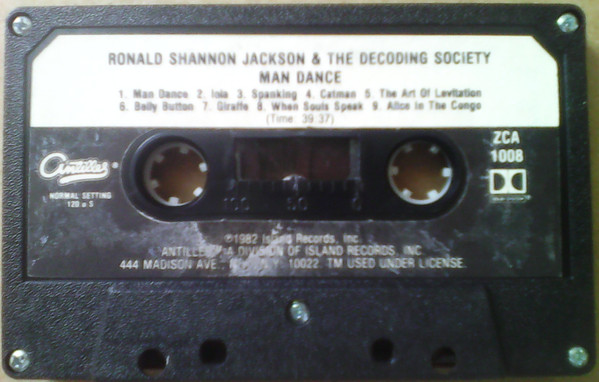 RONALD SHANNON JACKSON & THE DECODING SOCIETY
MAN DANCE
1. Man Dance 2. Iola 3. Spanking 4. Catman 5. The Art Of Levitation
6. Belly Button 7. Giraffe 8. When Souls Speak 9. Alice In The Congo
(Time: 39:37)
Antilles®
NORMAL SETTING
120 µ S
ZCA
1008
100 50 0
©1982 Island Records, Inc.
ANTILLES A DIVISION OF ISLAND RECORDS, INC.
444 MADISON AVE., 10022. TM USED UNDER LICENSE.